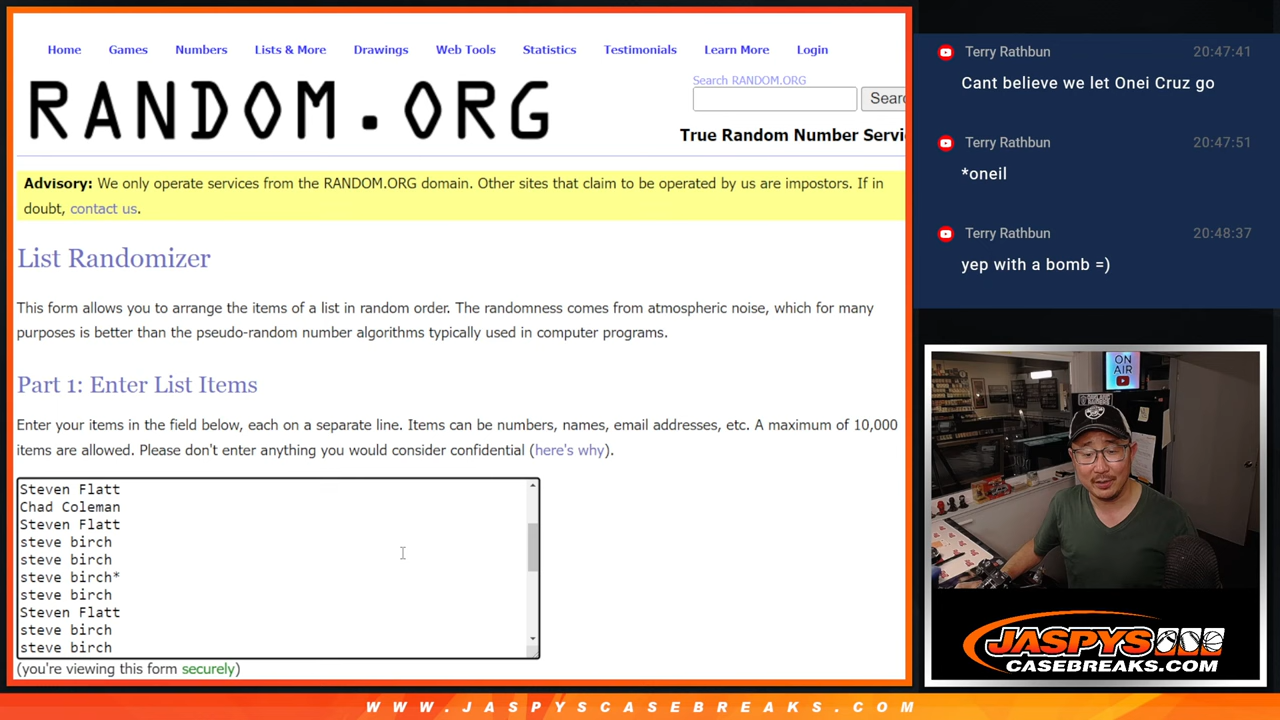 Home Games Numbers Lists & More Drawings Web Tools Statistics Testimonials Learn More Login
RANDOM.ORG
Search RANDOM.ORG
Searc
True Random Number Servi
Advisory: We only operate services from the RANDOM.ORG domain. Other sites that claim to be operated by us are impostors. If in
doubt, contact us.
List Randomizer
This form allows you to arrange the items of a list in random order. The randomness comes from atmospheric noise, which for many
purposes is better than the pseudo-random number algorithms typically used in computer programs.
Part 1: Enter List Items
Enter your items in the field below, each on a separate line. Items can be numbers, names, email addresses, etc. A maximum of 10,000
items are allowed. Please don't enter anything you would consider confidential (here's why).
Steven Flatt
Chad Coleman
Steven Flatt
steve birch
steve birch
steve birch*
steve birch
Steven Flatt
steve birch
steve birch
(you're viewing this form securely)
Terry Rathbun 20:47:41
Cant believe we let Onei Cruz go
Terry Rathbun 20:47:51
*oneil
Terry Rathbun 20:48:37
yep with a bomb =)
ON
AIR
JASPYS
CASEBREAKS.COM
WWW.JASPYSCASEBREAKS.COM